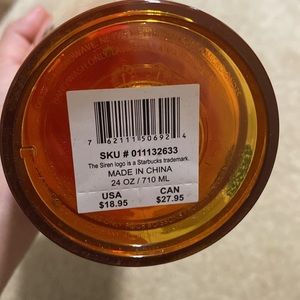 7 62111 50692 4
SKU # 011132633
The Siren logo is a Starbucks trademark.
MADE IN CHINA
24 OZ / 710 ML
USA CAN
$18.95 $27.95